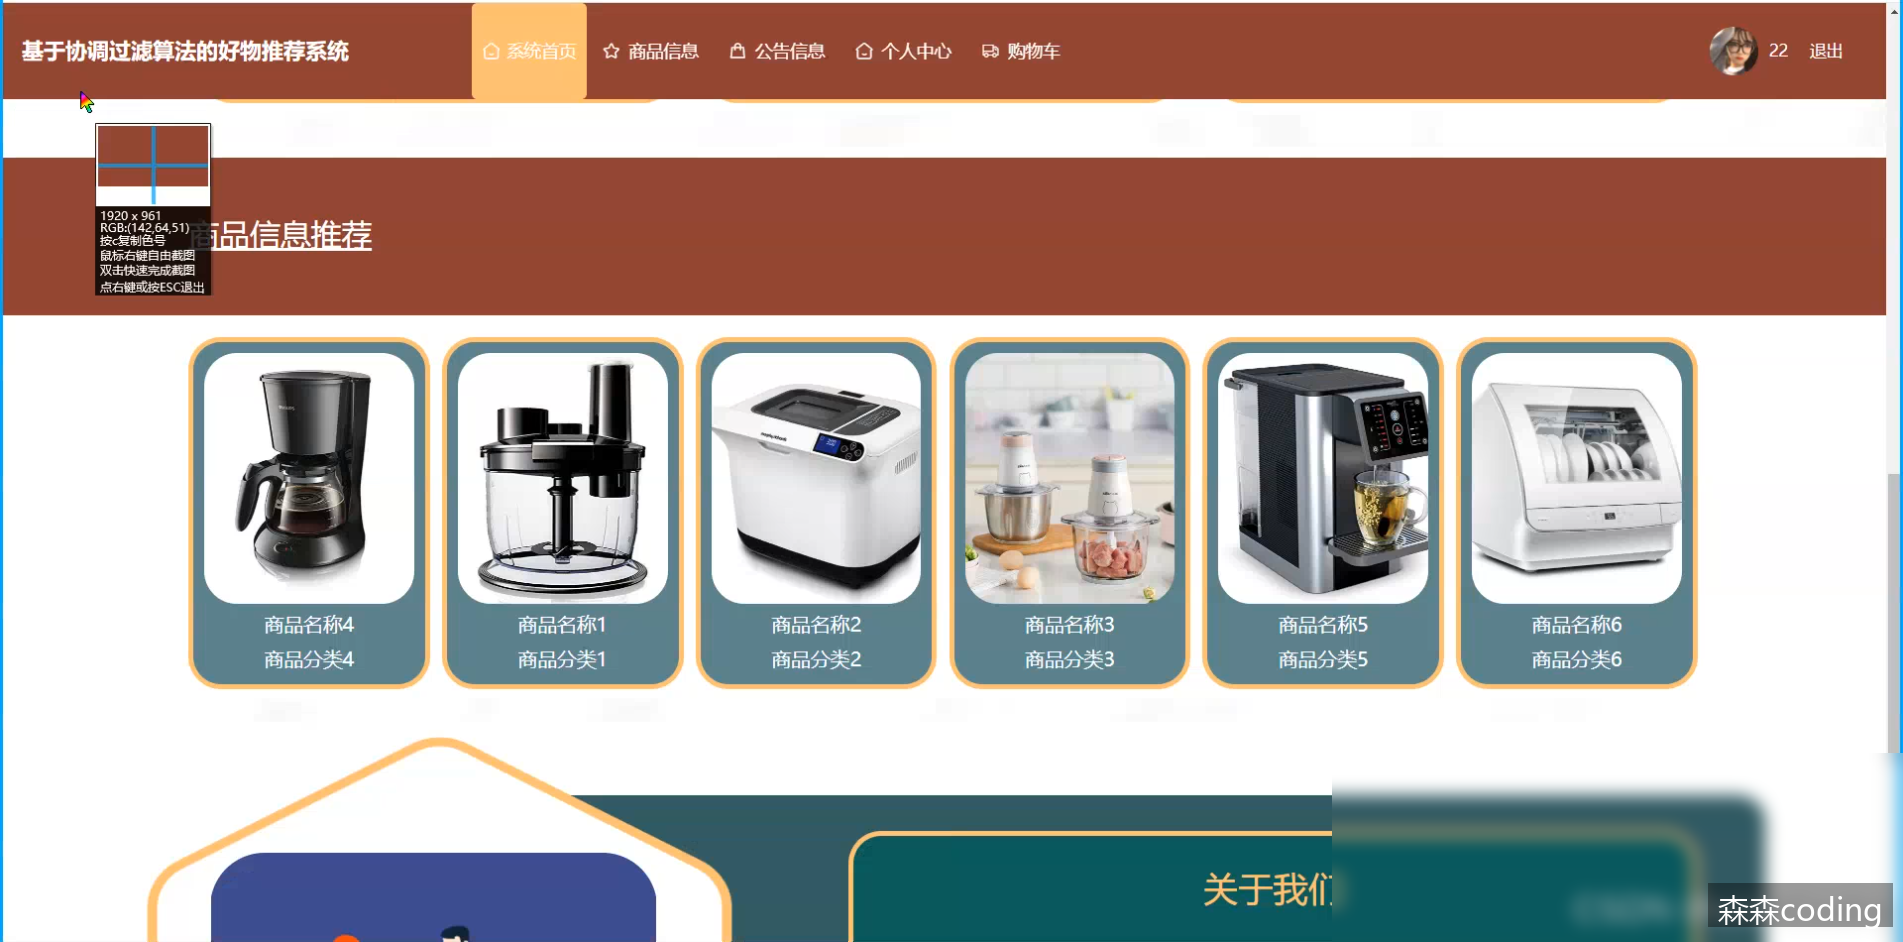 基于协调过滤算法的好物推荐系统
系统首页 商品信息 公告信息 个人中心 购物车
22 退出
1920 x 961
RGB:(142,64,51)
按c复制色号
鼠标右键自由截图
双击快速完成截图
点右键或按ESC退出
商品信息推荐
商品名称4 商品名称1 商品名称2 商品名称3 商品名称5 商品名称6
商品分类4 商品分类1 商品分类2 商品分类3 商品分类5 商品分类6
关于我们
森森coding